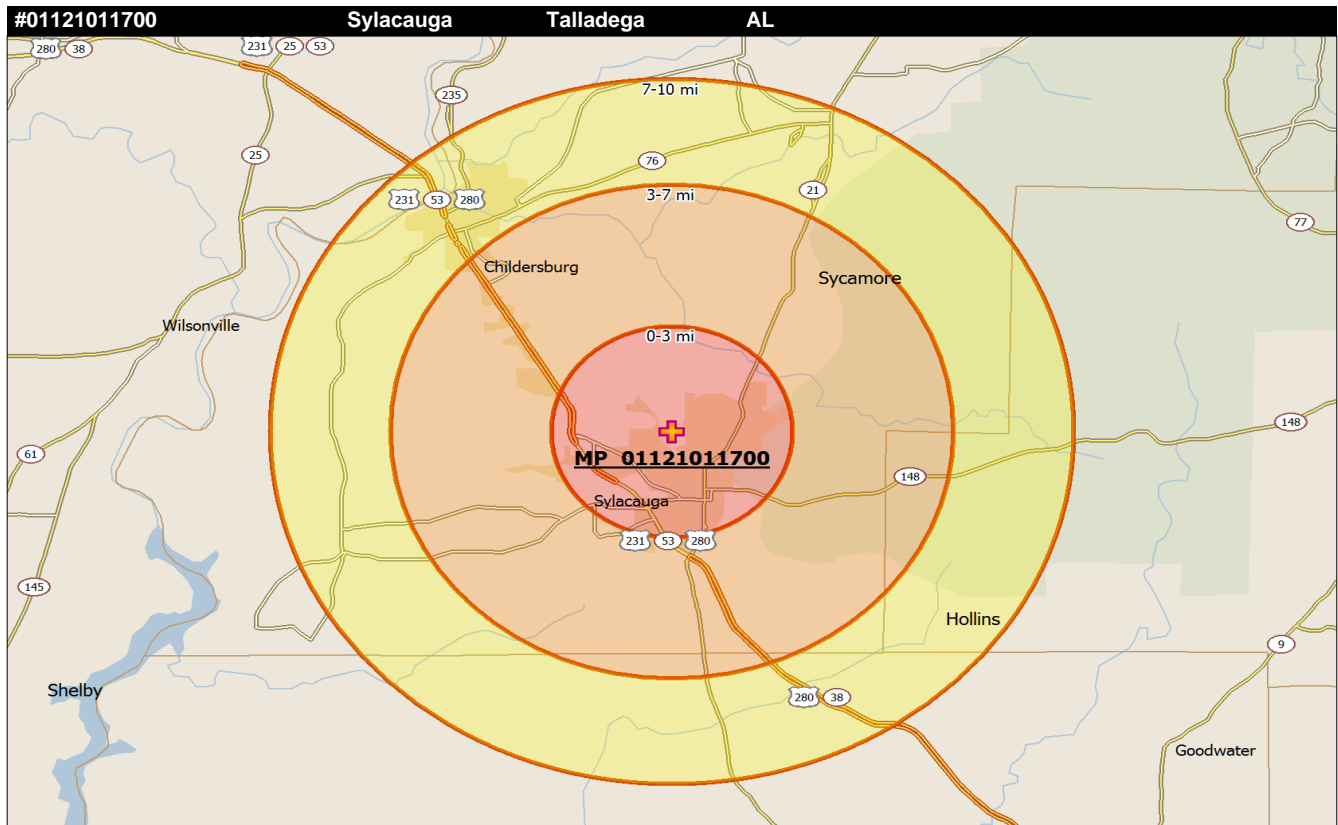 #01121011700 Sylacauga Talladega AL
280 38
231 25 53
7-10 mi
235
25
76
3-7 mi
21
231 53 280
77
Childersburg
Sycamore
Wilsonville
0-3 mi
148
61
MP 01121011700
148
Sylacauga
231 53 280
145
Hollins
9
Shelby
280 38
Goodwater